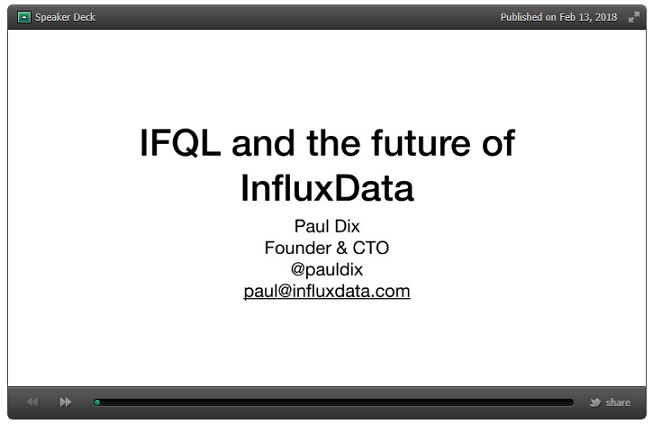 Speaker Deck
Published on Feb 13, 2018
IFQL and the future of
InfluxData
Paul Dix
Founder & CTO
@pauldix
paul@influxdata.com
share